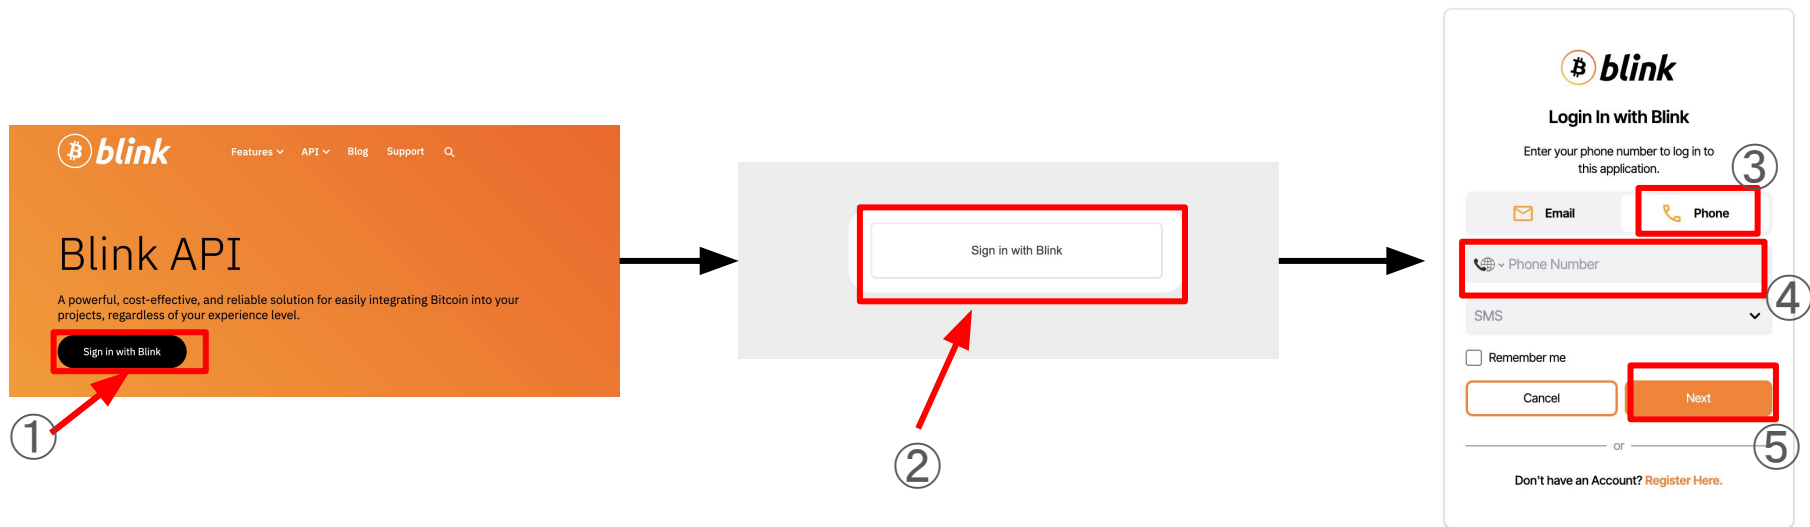 blink
Features API Blog Support
Blink API
A powerful, cost-effective, and reliable solution for easily integrating Bitcoin into your
projects, regardless of your experience level.
Sign in with Blink
①
Sign in with Blink
②
blink
Login In with Blink
Enter your phone number to log in to
this application.
③
Email Phone
Phone Number
④
SMS
Remember me
Cancel Next
⑤
or
Don't have an Account? Register Here.